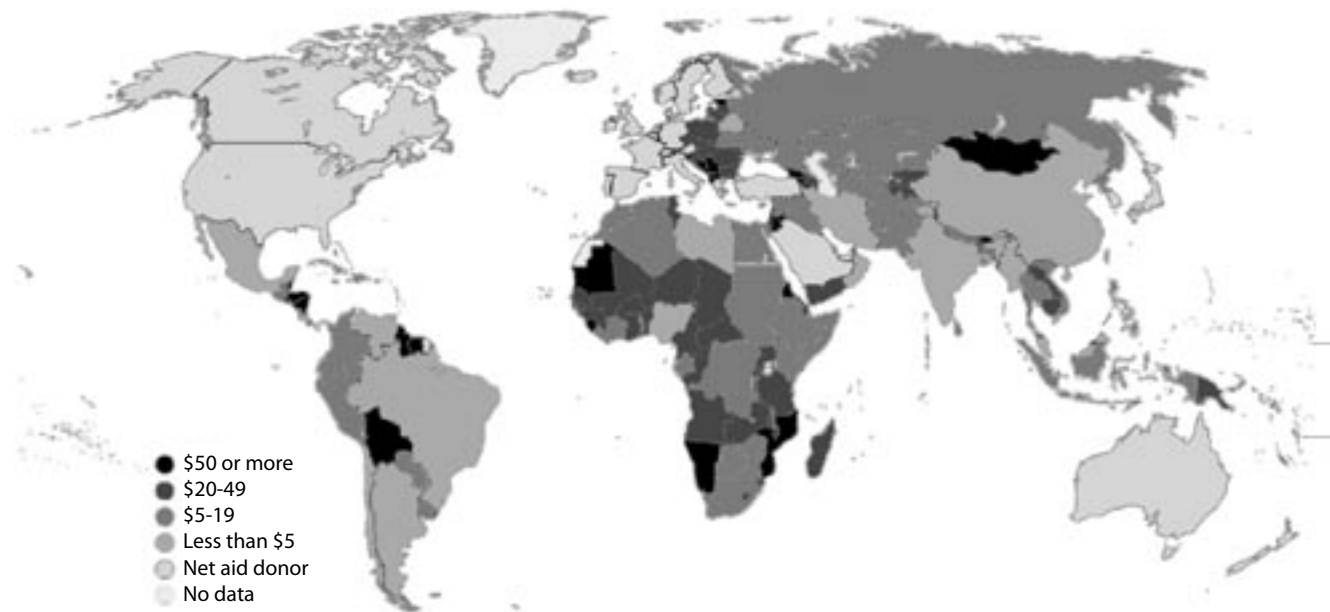 $50 or more
$20-49
$5-19
Less than $5
Net aid donor
No data